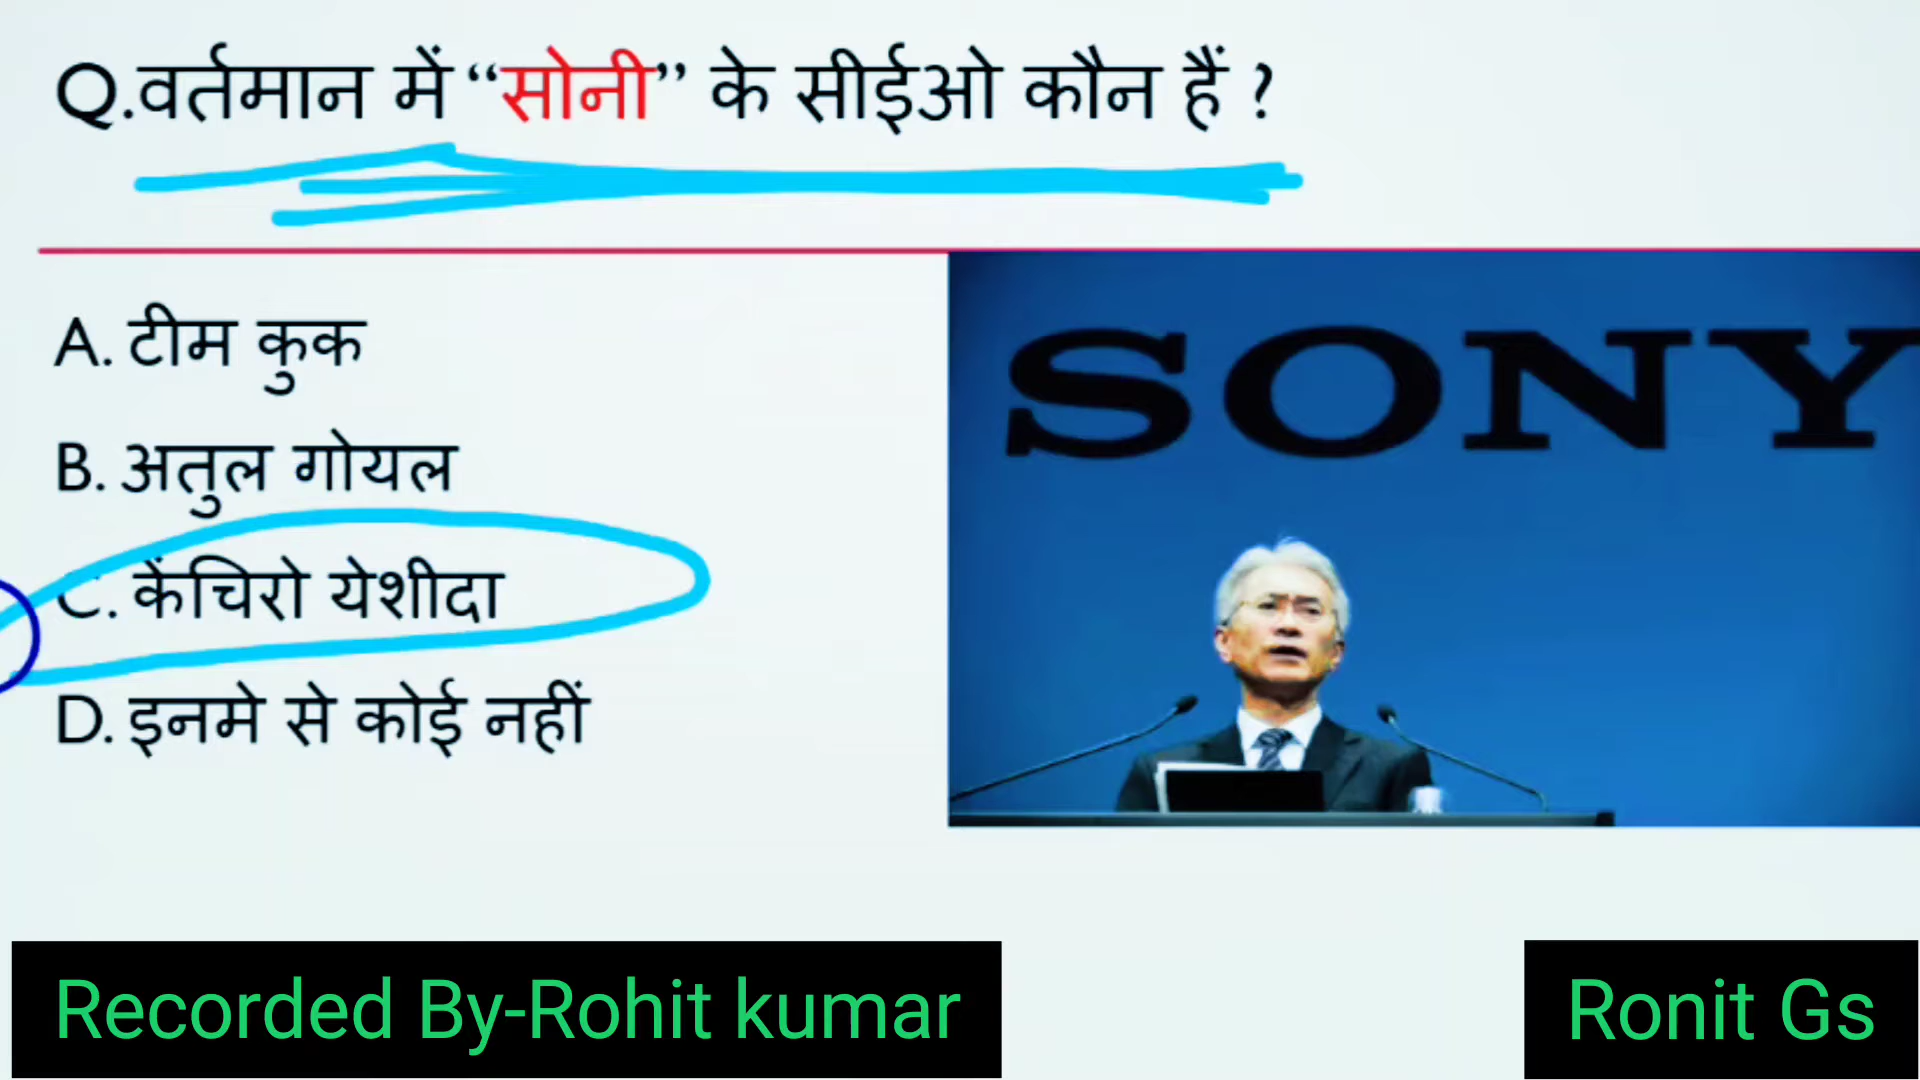 Q.वर्तमान में “सोनी” के सीईओ कौन हैं ?
A. टीम कुक
B. अतुल गोयल
C. केंचिरो येशीदा
D. इनमे से कोई नहीं
SONY
Recorded By-Rohit kumar
Ronit Gs